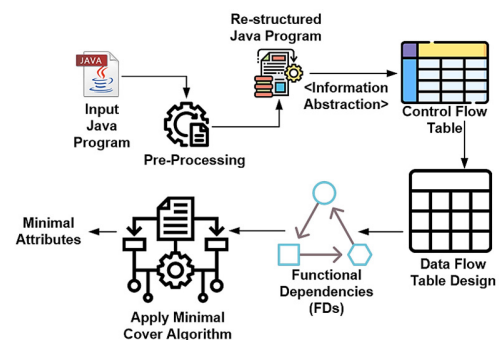 JAVA
Input
Java
Program
Pre-Processing
Re-structured
Java Program
<Information
Abstraction>
Control Flow
Table
Data Flow
Table Design
Functional
Dependencies
(FDs)
Apply Minimal
Cover Algorithm
Minimal
Attributes